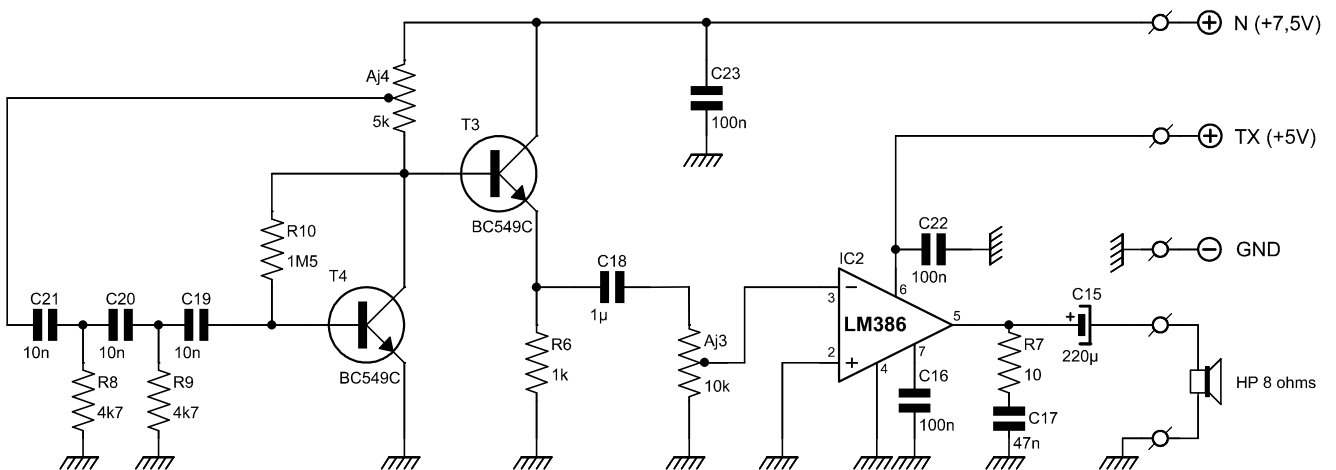 N (+7,5V)
Aj4
5k
C23
100n
T3
TX (+5V)
BC549C
R10
1M5
C22
100n
GND
T4
C18
1µ
IC2
6
3
−
LM386
5
C21
C20
C19
10n
10n
10n
+
C15
220µ
BC549C
R6
1k
Aj3
10k
2
+
7
4
R7
10
R8
4k7
R9
4k7
C16
100n
HP 8 ohms
C17
47n